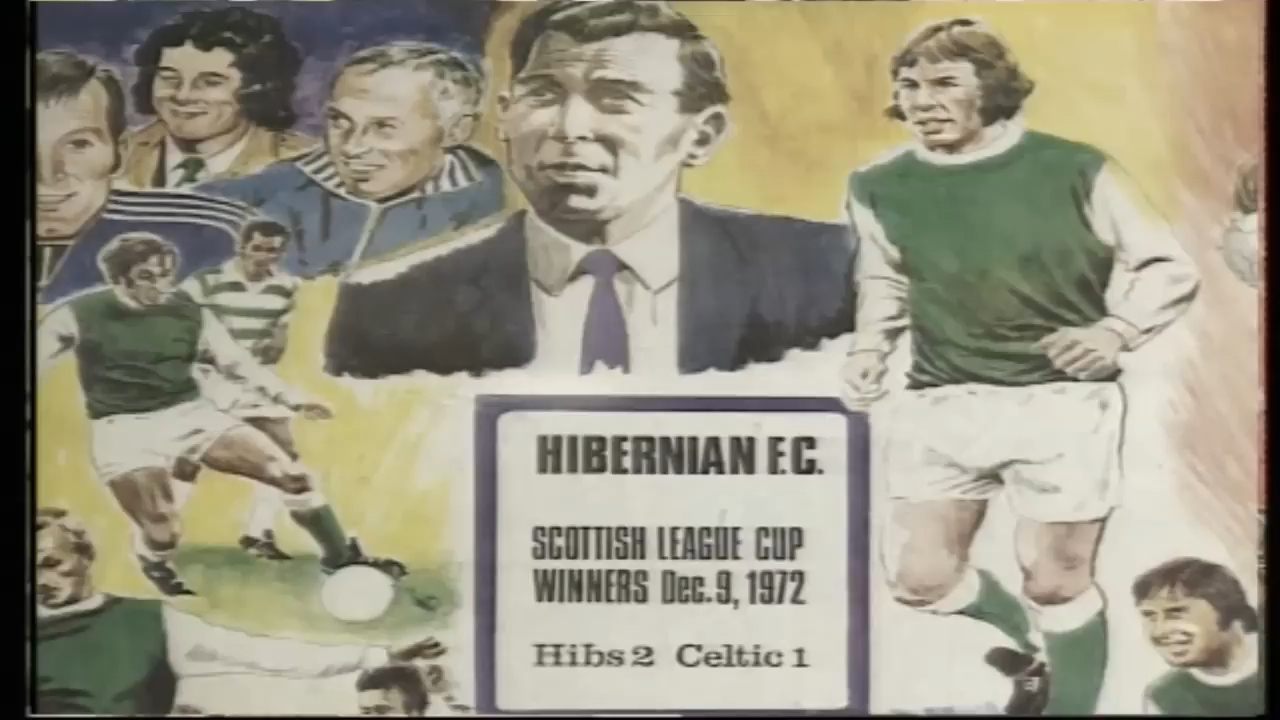 HIBERNIAN F.C.
SCOTTISH LEAGUE CUP
WINNERS Dec. 9, 1972
Hibs 2 Celtic 1